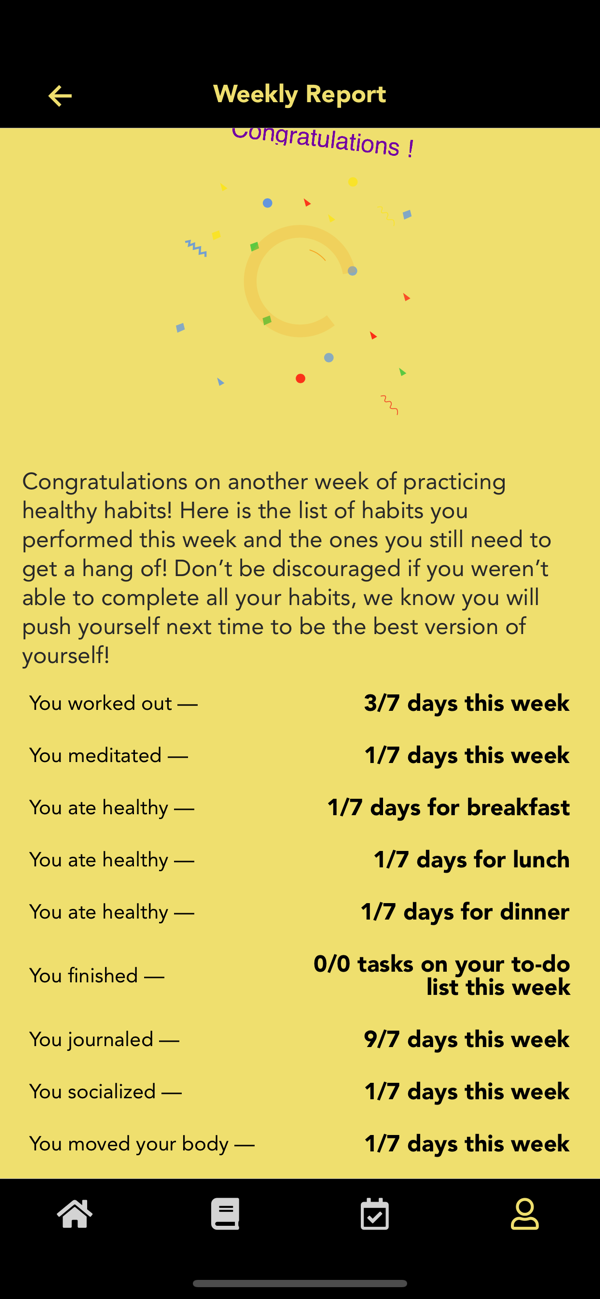 Weekly Report
Congratulations !
Congratulations on another week of practicing
healthy habits! Here is the list of habits you
performed this week and the ones you still need to
get a hang of! Don’t be discouraged if you weren’t
able to complete all your habits, we know you will
push yourself next time to be the best version of
yourself!
You worked out — 3/7 days this week
You meditated — 1/7 days this week
You ate healthy — 1/7 days for breakfast
You ate healthy — 1/7 days for lunch
You ate healthy — 1/7 days for dinner
You finished — 0/0 tasks on your to-do
list this week
You journaled — 9/7 days this week
You socialized — 1/7 days this week
You moved your body — 1/7 days this week